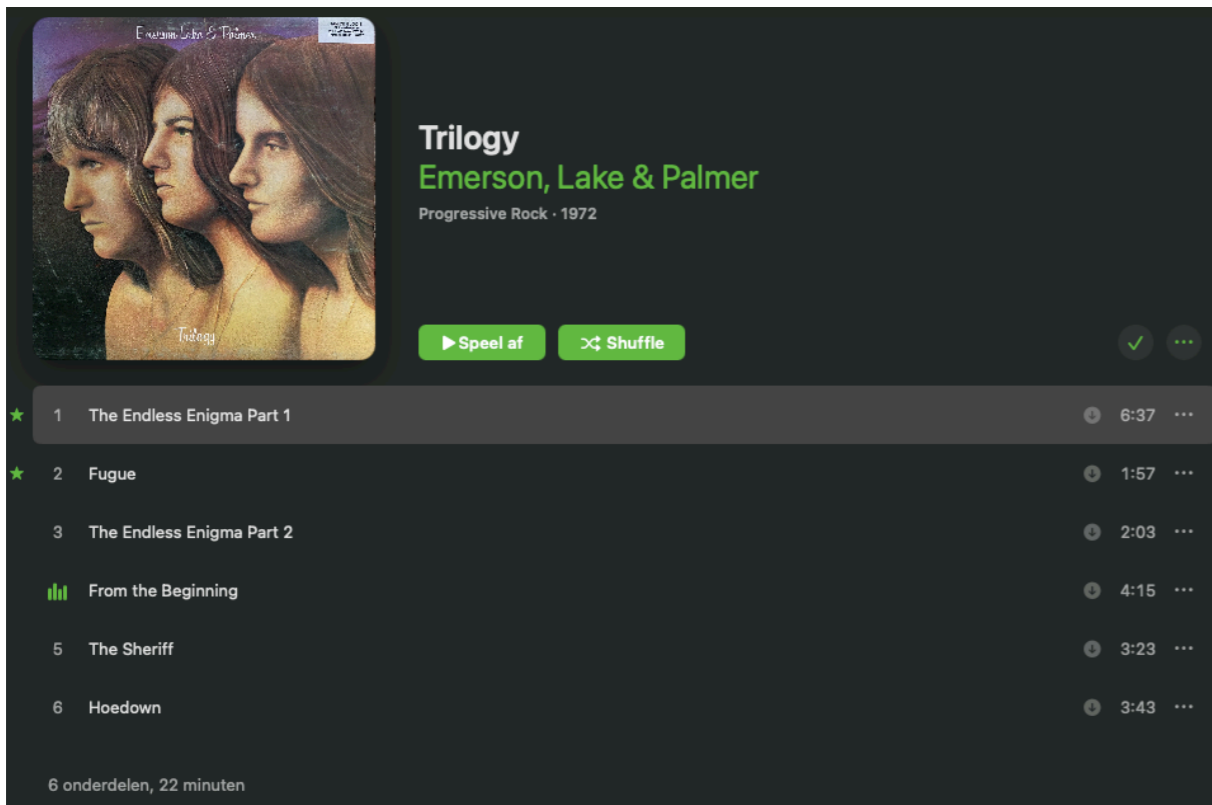 Emerson Lake & Palmer
Trilogy
Trilogy
Emerson, Lake & Palmer
Progressive Rock · 1972
Speel af
Shuffle
1 The Endless Enigma Part 1 6:37
2 Fugue 1:57
3 The Endless Enigma Part 2 2:03
From the Beginning 4:15
5 The Sheriff 3:23
6 Hoedown 3:43
6 onderdelen, 22 minuten